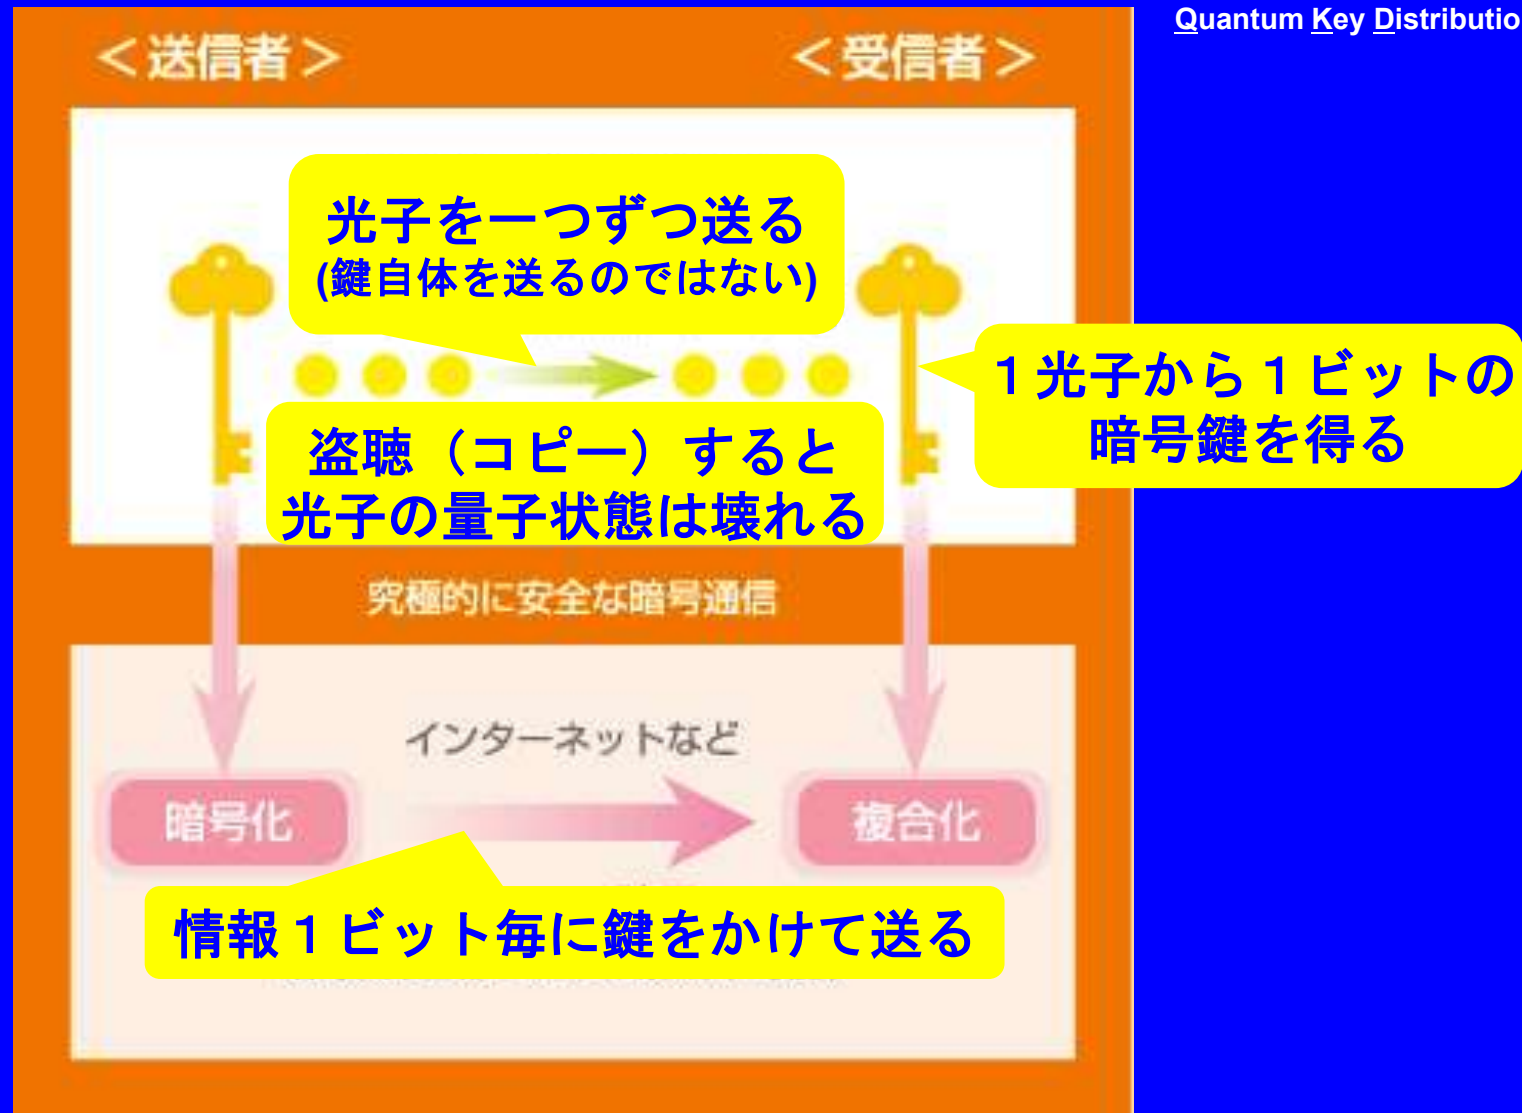 Quantum Key Distributio
＜送信者＞
＜受信者＞
光子を一つずつ送る
(鍵自体を送るのではない)
１光子から１ビットの
暗号鍵を得る
盗聴（コピー）すると
光子の量子状態は壊れる
究極的に安全な暗号通信
インターネットなど
暗号化
複合化
情報１ビット毎に鍵をかけて送る